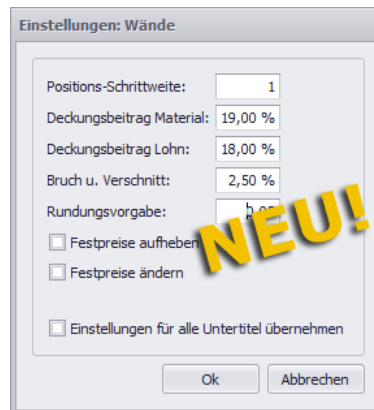 Einstellungen: Wände
Positions-Schrittweite: 1
Deckungsbeitrag Material: 19,00 %
Deckungsbeitrag Lohn: 18,00 %
Bruch u. Verschnitt: 2,50 %
Rundungsvorgabe:
NEU!
Festpreise aufheben
Festpreise ändern
Einstellungen für alle Untertitel übernehmen
Ok Abbrechen